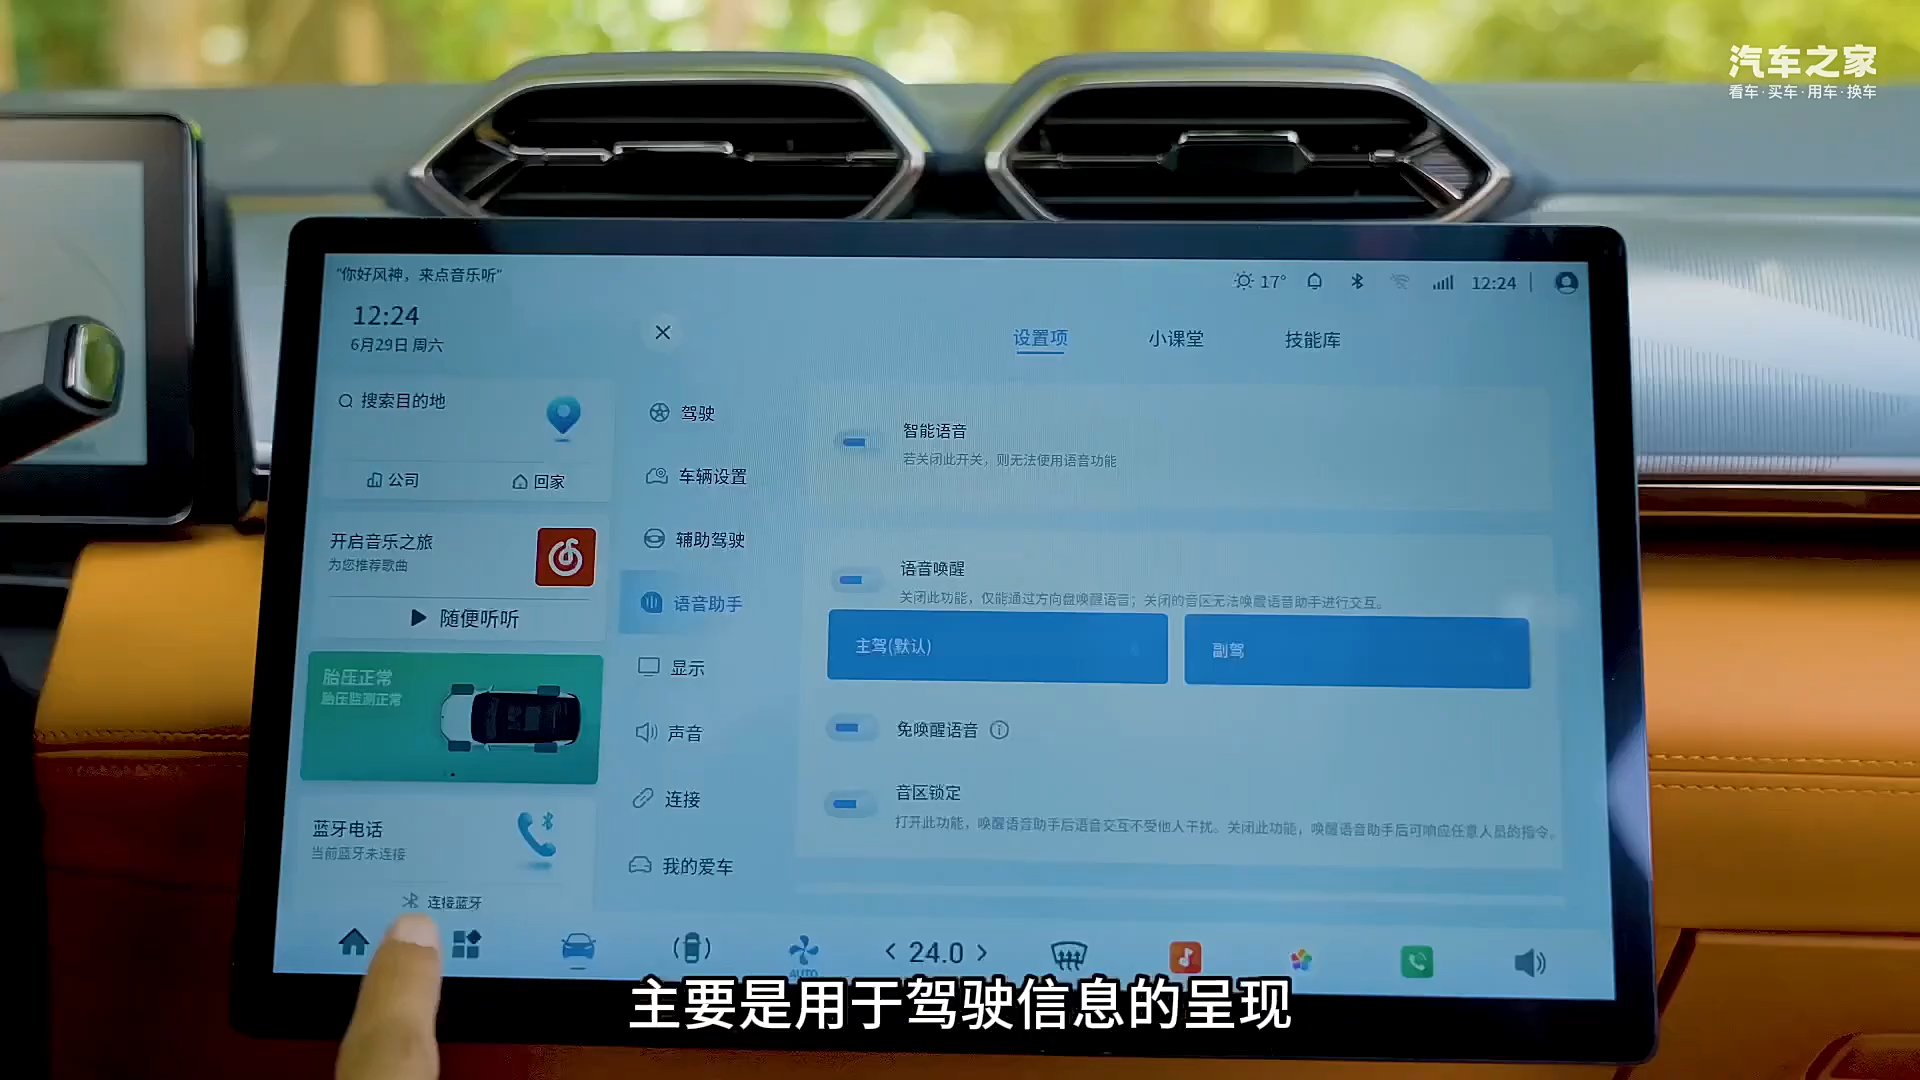 汽车之家
看车·买车·用车·换车
“你好风神，来点音乐听”
17°
12:24
12:24
6月29日 周六
设置项
小课堂
技能库
搜索目的地
公司
回家
开启音乐之旅
为您推荐歌曲
随便听听
胎压正常
胎压监测正常
蓝牙电话
当前蓝牙未连接
连接蓝牙
驾驶
车辆设置
辅助驾驶
语音助手
显示
声音
连接
我的爱车
智能语音
若关闭此开关，则无法使用语音功能
语音唤醒
关闭此功能，仅能通过方向盘唤醒语音；关闭的音区无法唤醒语音助手进行交互。
主驾(默认)
副驾
免唤醒语音
音区锁定
打开此功能，唤醒语音助手后语音交互不受他人干扰。关闭此功能，唤醒语音助手后可响应任意人员的指令。
AUTO
24.0
主要是用于驾驶信息的呈现